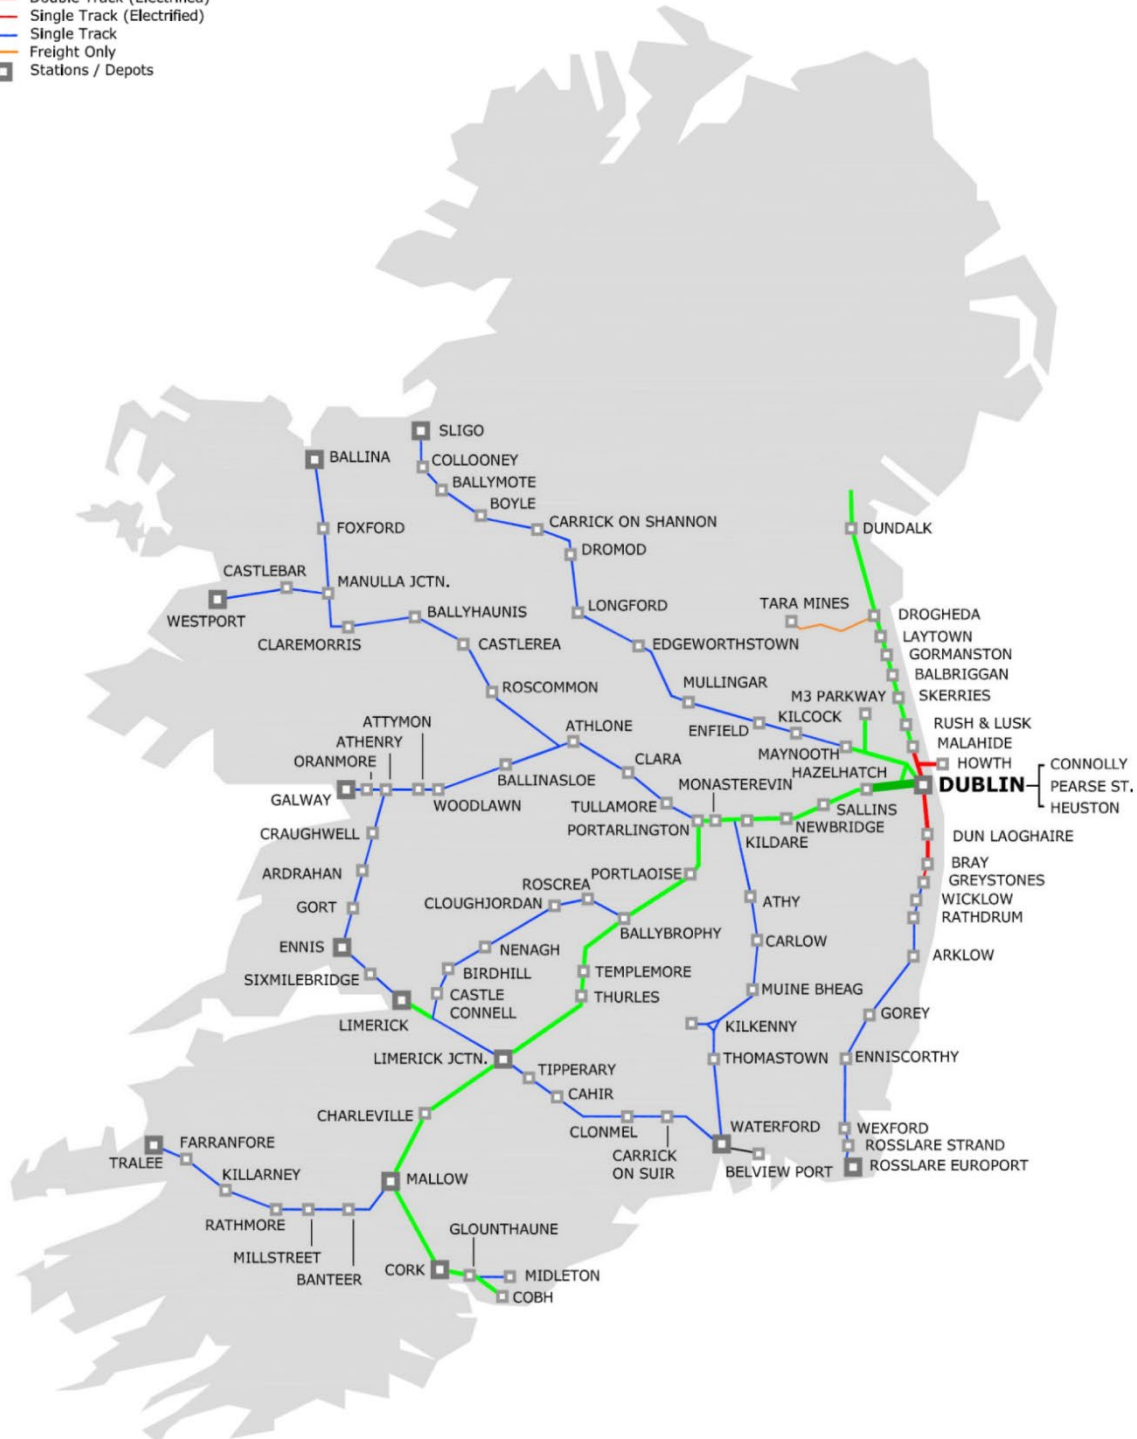 Double Track (Electrified)
Single Track (Electrified)
Single Track
Freight Only
Stations / Depots
SLIGO
BALLINA
COLLOONEY
BALLYMOTE
BOYLE
CARRICK ON SHANNON
FOXFORD
DUNDALK
DROMOD
CASTLEBAR
MANULLA JCTN.
WESTPORT
BALLYHAUNIS
LONGFORD
TARA MINES
DROGHEDA
CLAREMORRIS
CASTLEREA
EDGEWORTHSTOWN
LAYTOWN
GORMANSTON
BALBRIGGAN
ROSCOMMON
MULLINGAR
M3 PARKWAY
SKERRIES
ATTYMON
ATHLONE
ENFIELD
KILCOCK
RUSH & LUSK
ATHENRY
MAYNOOTH
MALAHIDE
ORANMORE
CLARA
HAZELHATCH
HOWTH
CONNOLLY
BALLINASLOE
MONASTEREVIN
DUBLIN
PEARSE ST.
GALWAY
WOODLAWN
TULLAMORE
SALLINS
HEUSTON
CRAUGHWELL
PORTARLINGTON
NEWBRIDGE
DUN LAOGHAIRE
KILDARE
BRAY
ARDRAHAN
PORTLAOISE
GREYSTONES
ROSCREA
WICKLOW
GORT
CLOUGHJORDAN
ATHY
RATHDRUM
BALLYBROPHY
ENNIS
NENAGH
CARLOW
ARKLOW
SIXMILEBRIDGE
BIRDHILL
TEMPLEMORE
CASTLE
CONNELL
THURLES
MUINE BHEAG
LIMERICK
KILKENNY
GOREY
LIMERICK JCTN.
TIPPERARY
THOMASTOWN
ENNISCORTHY
CAHIR
CHARLEVILLE
CLONMEL
WATERFORD
WEXFORD
FARRANFORE
CARRICK
ON SUIR
BELVIEW PORT
ROSSLARE STRAND
TRALEE
ROSSLARE EUROPORT
KILLARNEY
MALLOW
RATHMORE
GLOUNTHAUNE
MILLSTREET
BANTEER
CORK
MIDLETON
COBH